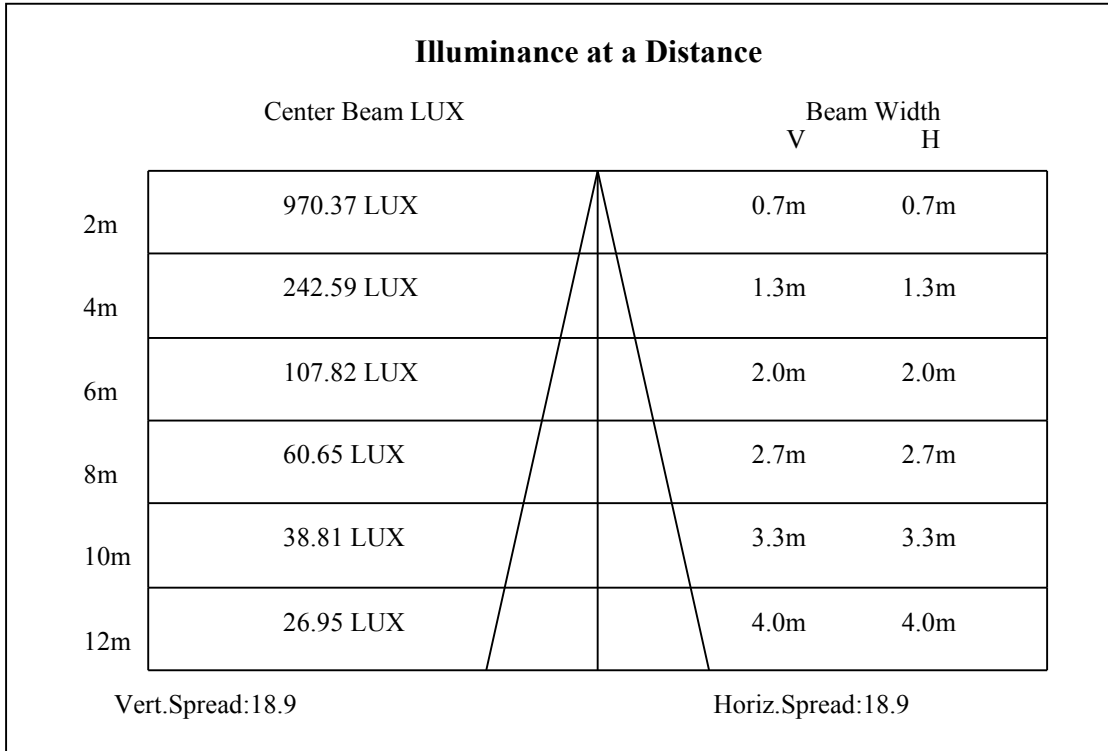 Illuminance at a Distance
Center Beam LUX Beam Width
V H
2m 970.37 LUX 0.7m 0.7m
4m 242.59 LUX 1.3m 1.3m
6m 107.82 LUX 2.0m 2.0m
8m 60.65 LUX 2.7m 2.7m
10m 38.81 LUX 3.3m 3.3m
12m 26.95 LUX 4.0m 4.0m
Vert.Spread:18.9 Horiz.Spread:18.9